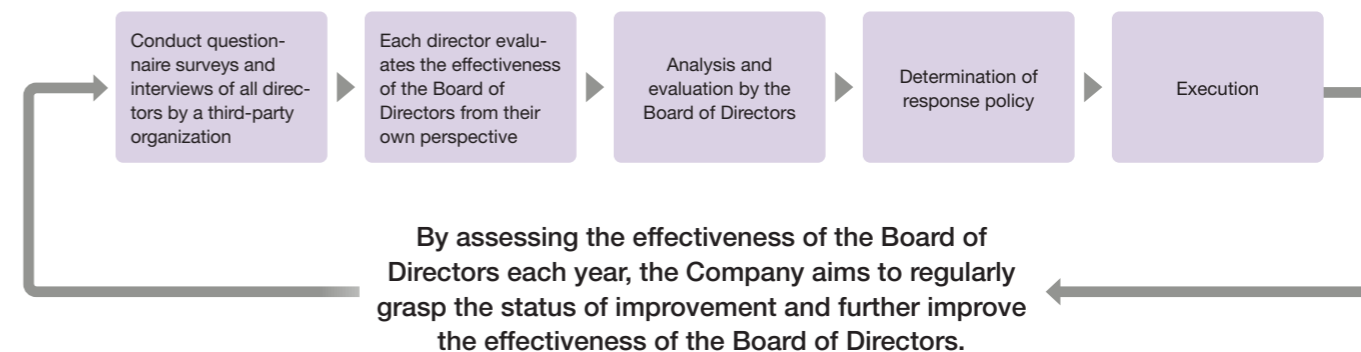 Conduct question-
naire surveys and
interviews of all direc-
tors by a third-party
organization
Each director evalu-
ates the effectiveness
of the Board of
Directors from their
own perspective
Analysis and
evaluation by the
Board of Directors
Determination of
response policy
Execution
By assessing the effectiveness of the Board of
Directors each year, the Company aims to regularly
grasp the status of improvement and further improve
the effectiveness of the Board of Directors.